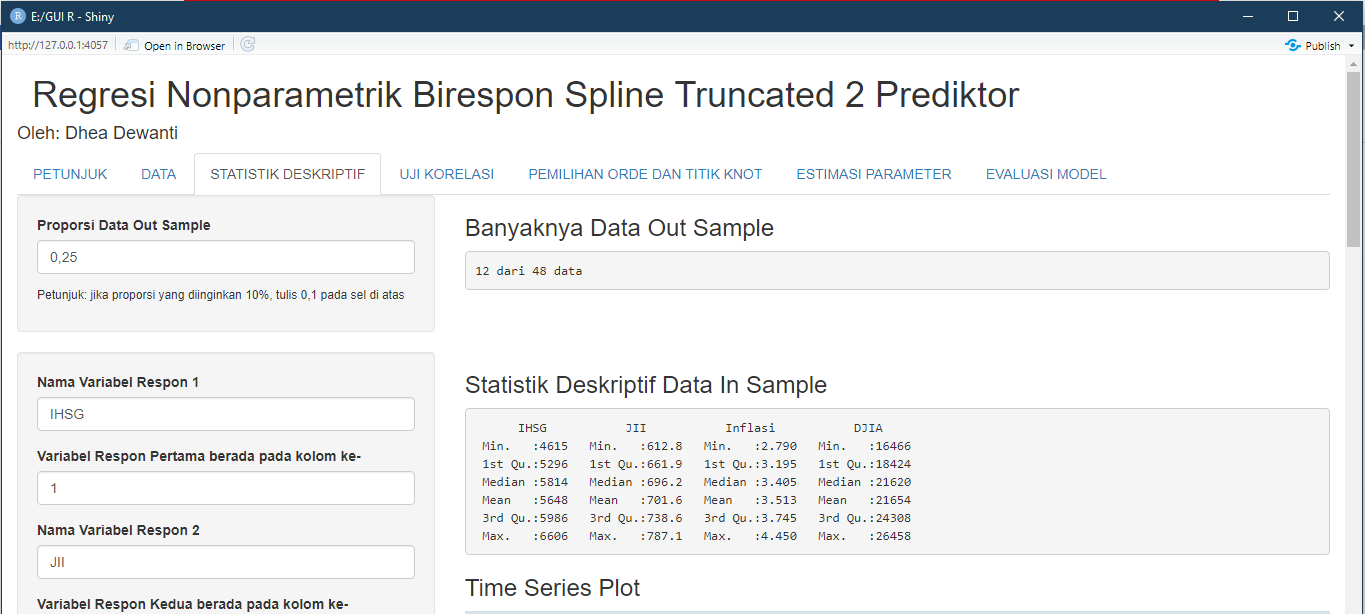 R E:/GUI R - Shiny
http://127.0.0.1:4057 Open in Browser Publish
Regresi Nonparametrik Birespon Spline Truncated 2 Prediktor
Oleh: Dhea Dewanti
PETUNJUK DATA STATISTIK DESKRIPTIF UJI KORELASI PEMILIHAN ORDE DAN TITIK KNOT ESTIMASI PARAMETER EVALUASI MODEL
Proporsi Data Out Sample
0,25
Petunjuk: jika proporsi yang diinginkan 10%, tulis 0,1 pada sel di atas
Nama Variabel Respon 1
IHSG
Variabel Respon Pertama berada pada kolom ke-
1
Nama Variabel Respon 2
JII
Variabel Respon Kedua berada pada kolom ke-
Banyaknya Data Out Sample
12 dari 48 data
Statistik Deskriptif Data In Sample
IHSG JII Inflasi DJIA
Min. :4615 Min. :612.8 Min. :2.790 Min. :16466
1st Qu.:5296 1st Qu.:661.9 1st Qu.:3.195 1st Qu.:18424
Median :5814 Median :696.2 Median :3.405 Median :21620
Mean :5648 Mean :701.6 Mean :3.513 Mean :21654
3rd Qu.:5986 3rd Qu.:738.6 3rd Qu.:3.745 3rd Qu.:24308
Max. :6606 Max. :787.1 Max. :4.450 Max. :26458
Time Series Plot